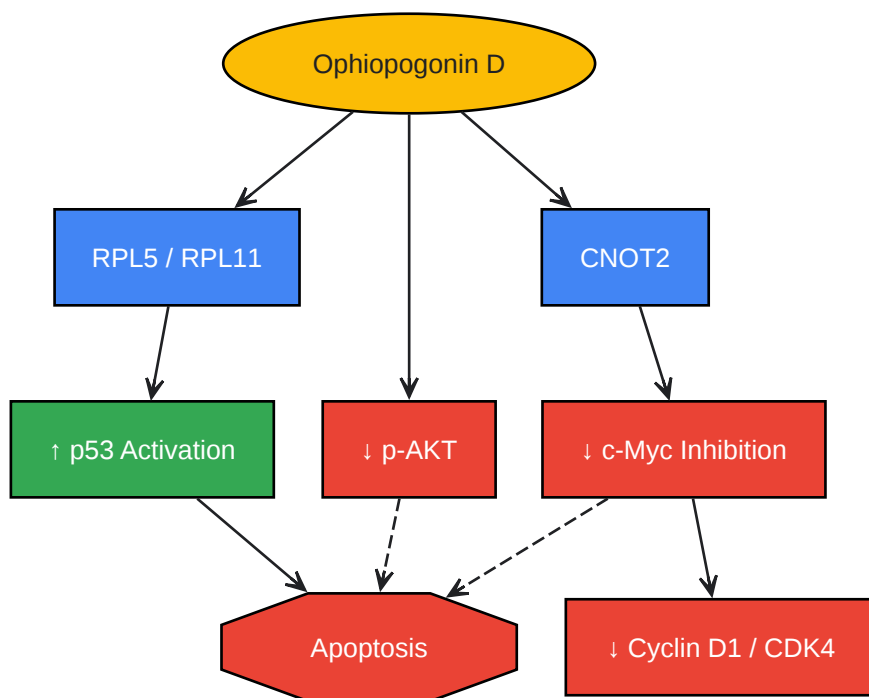 Ophiopogonin D
RPL5 / RPL11
CNOT2
↑ p53 Activation
↓ p-AKT
↓ c-Myc Inhibition
Apoptosis
↓ Cyclin D1 / CDK4